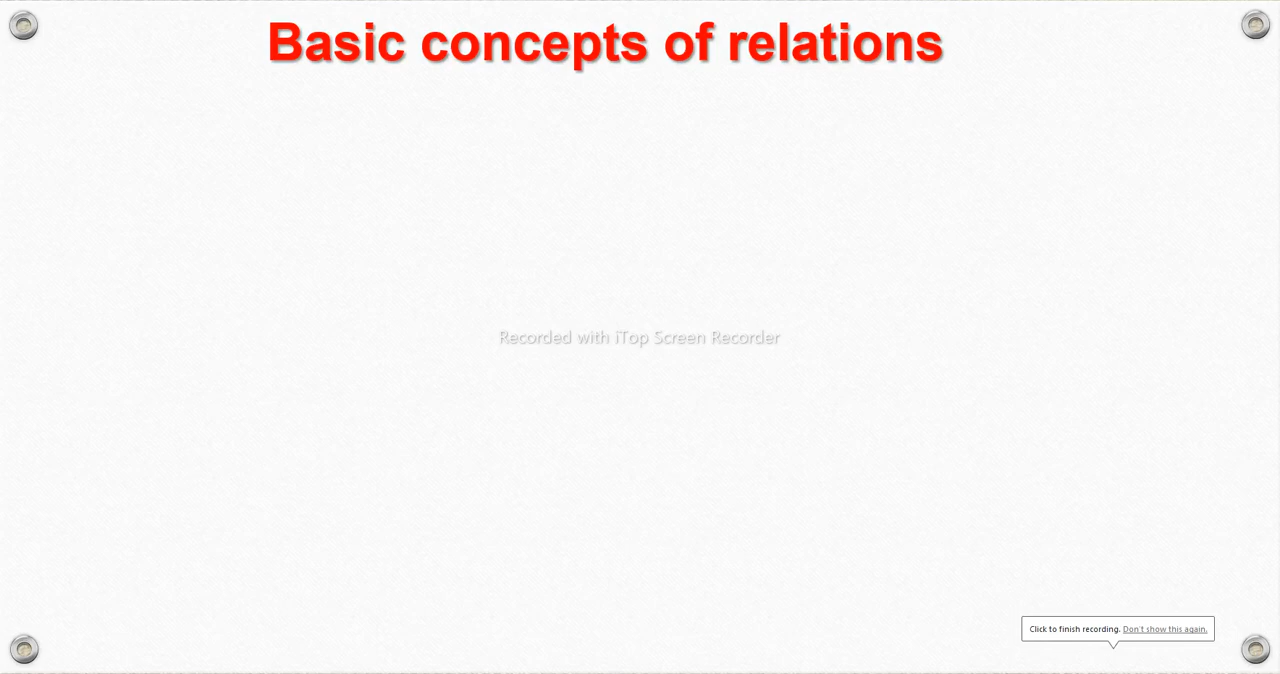 Basic concepts of relations
Recorded with iTop Screen Recorder
Click to finish recording. Don't show this again.